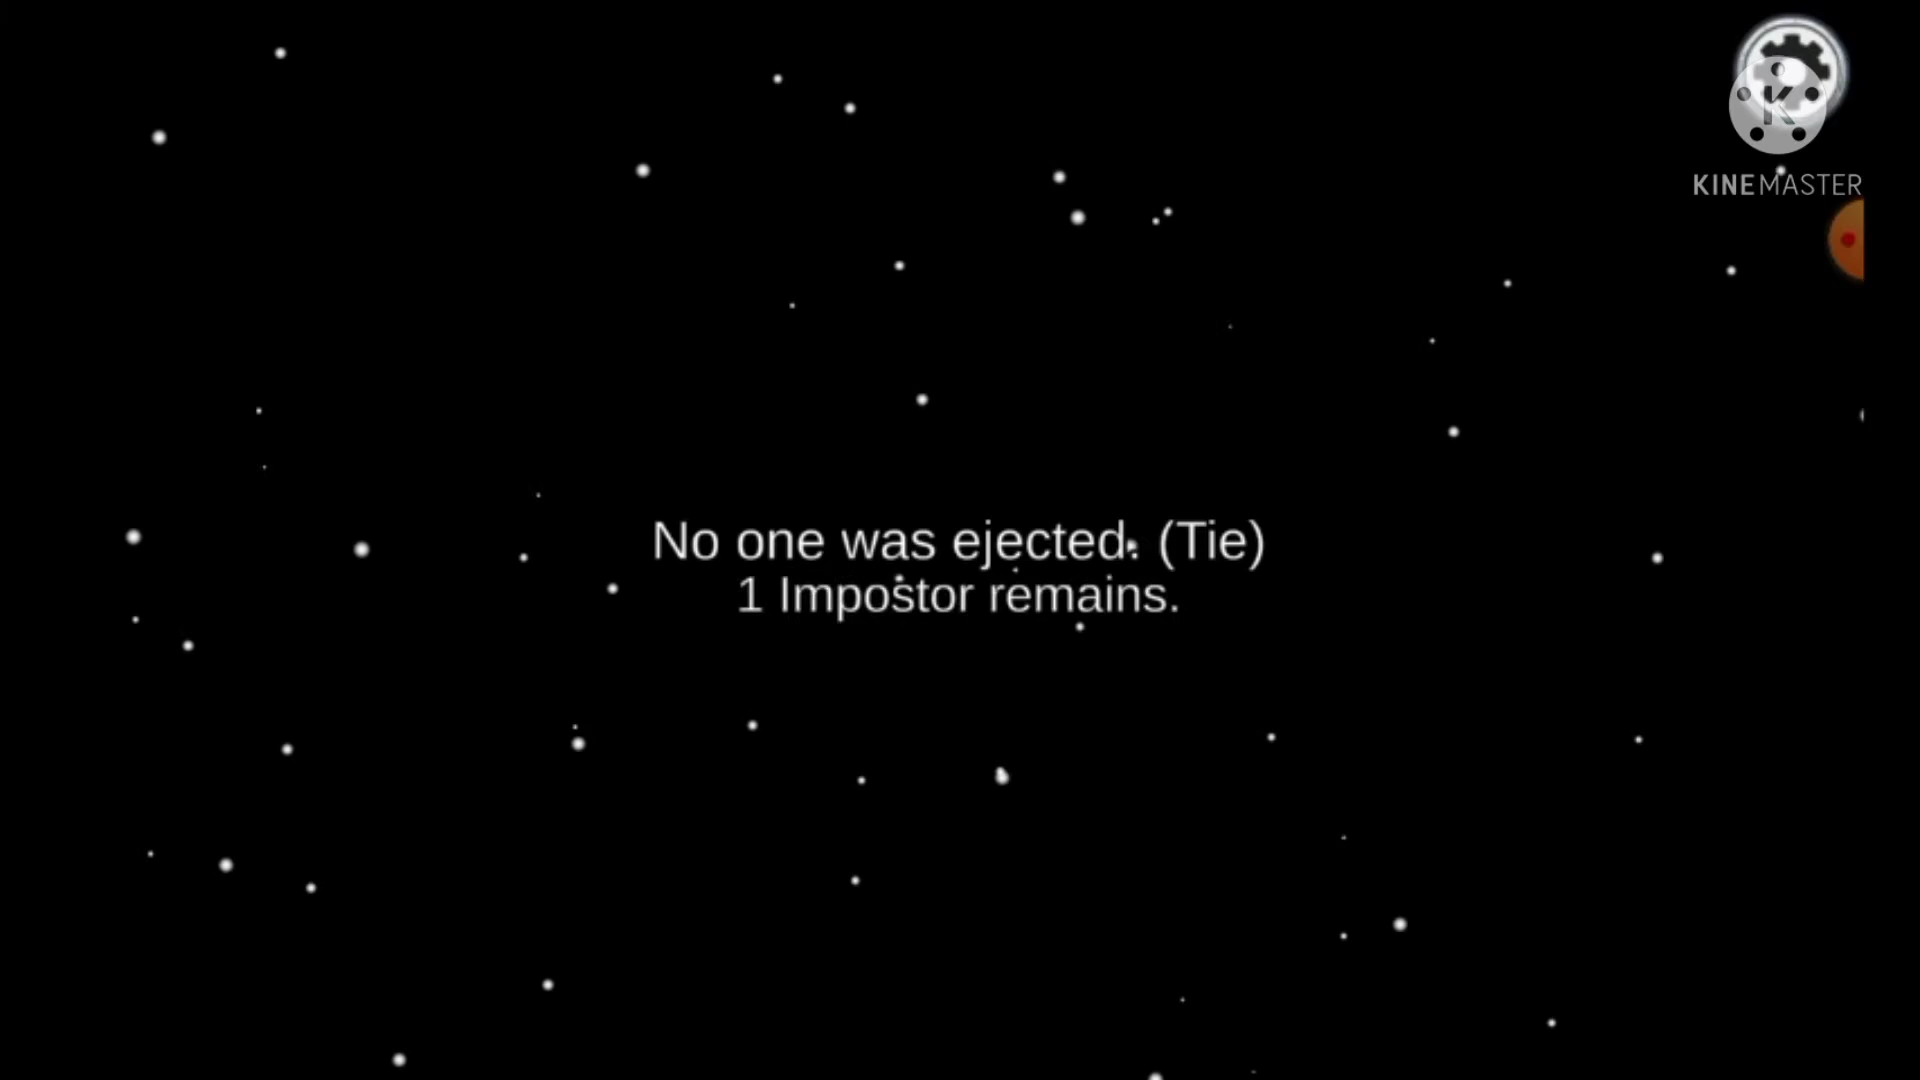 K
KINEMASTER
No one was ejected. (Tie)
1 Impostor remains.